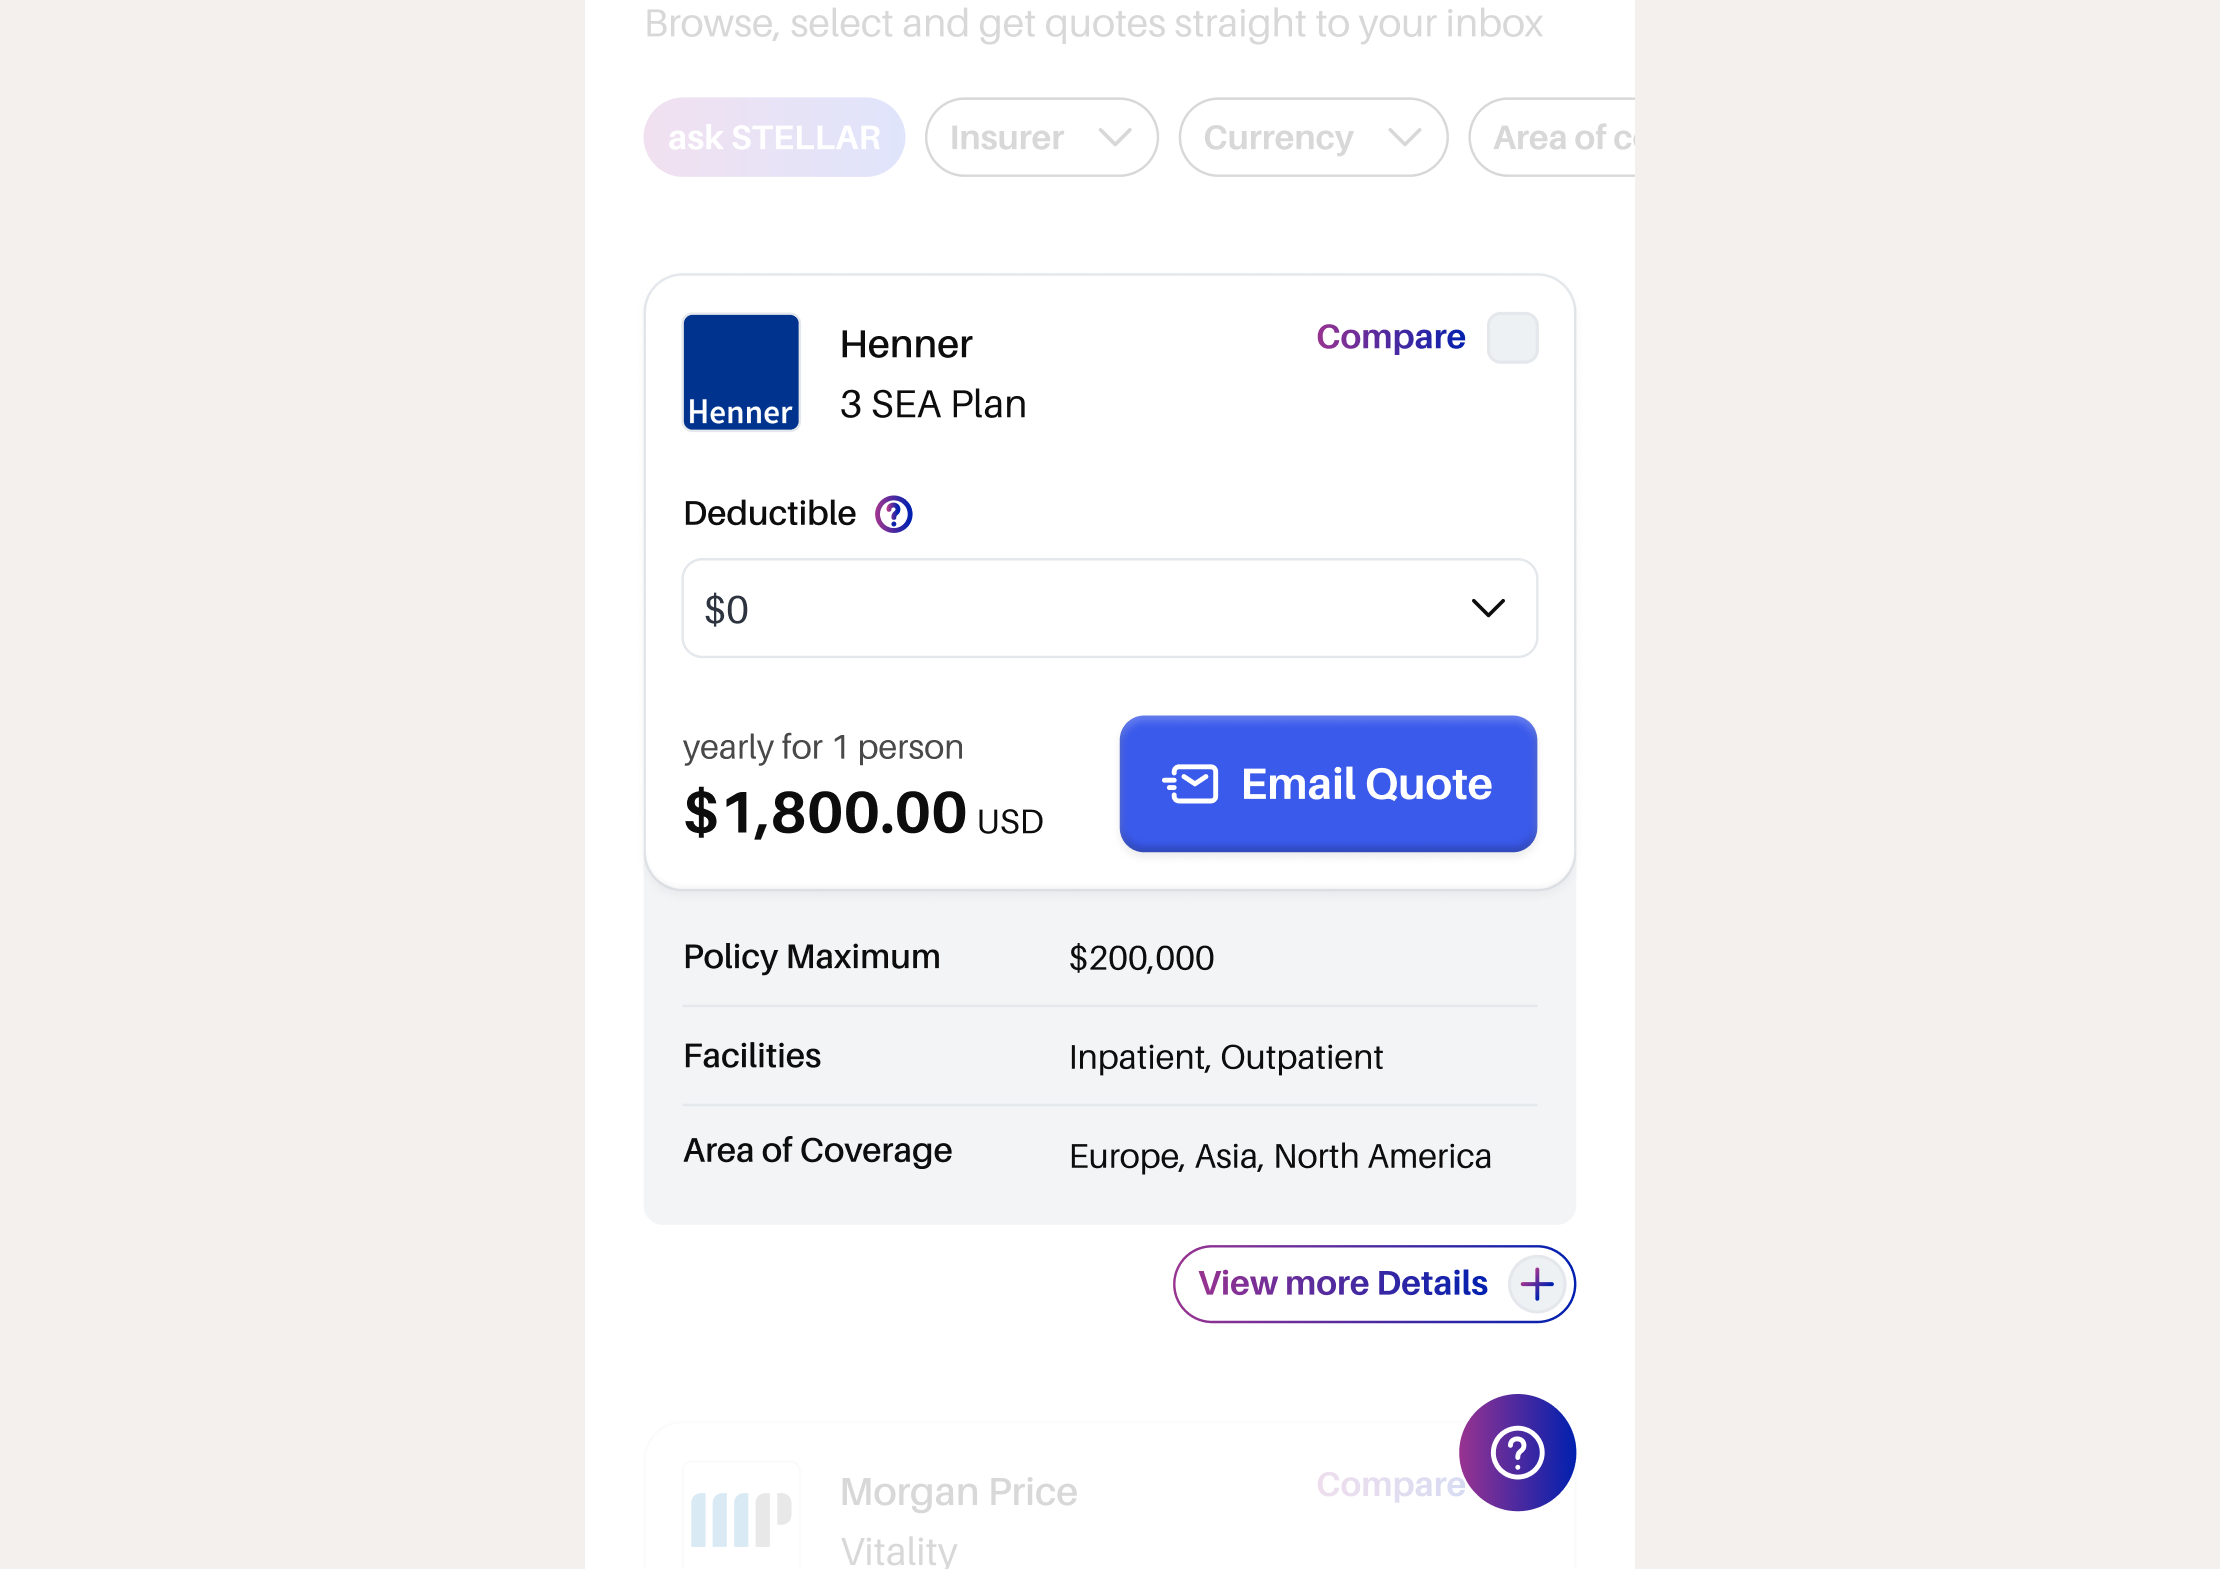 Browse, select and get quotes straight to your inbox
ask STELLAR
Insurer
Currency
Area of
Henner
Henner
3 SEA Plan
Compare
Deductible ?
$0
yearly for 1 person
$1,800.00 USD
Email Quote
Policy Maximum $200,000
Facilities Inpatient, Outpatient
Area of Coverage Europe, Asia, North America
View more Details +
?
MP
Morgan Price
Vitality
Compare